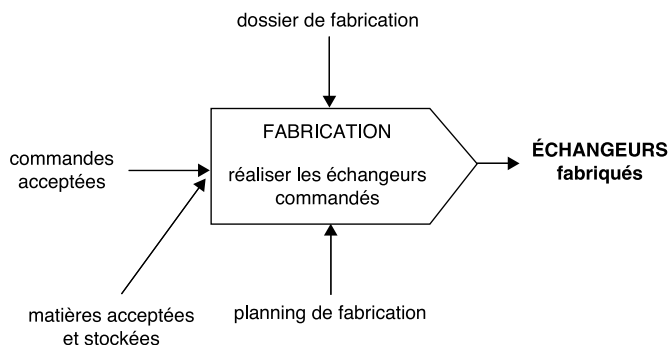 dossier de fabrication
FABRICATION
réaliser les échangeurs
commandés
commandes
acceptées
ÉCHANGEURS
fabriqués
matières acceptées
et stockées
planning de fabrication